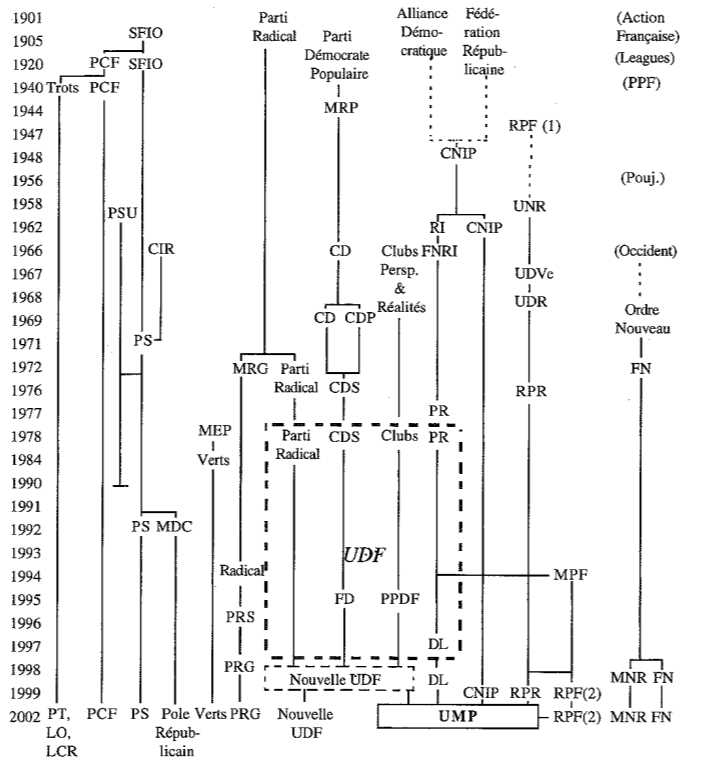 1901 Parti Alliance Fédé- (Action
SFIO Radical Parti Démo- ration Française)
1905 Démocrate cratique Répub-
1920 PCF SFIO Populaire licaine (Leagues)
1940 Trots PCF (PPF)
1944 MRP
1947 RPF (1)
1948 CNIP
1956 (Pouj.)
1958 PSU UNR
1962 RI CNIP
1966 CIR CD Clubs FNRI (Occident)
1967 Persp. UDVe
1968 & UDR
Réalités Ordre
1969 CD CDP Nouveau
1971 PS
1972 MRG Parti FN
1976 Radical CDS RPR
1977 PR
1978 MEP Parti CDS Clubs PR
1984 Verts Radical
1990
1991
1992 PS MDC
1993 UDF
1994 Radical MPF
1995 FD PPDF
1996 PRS
1997 DL
1998 PRG Nouvelle UDF DL MNR FN
1999 CNIP RPR RPF(2)
2002 PT, PCF PS Pole Verts PRG Nouvelle UMP RPF(2) MNR FN
LO, Répub- UDF
LCR licain